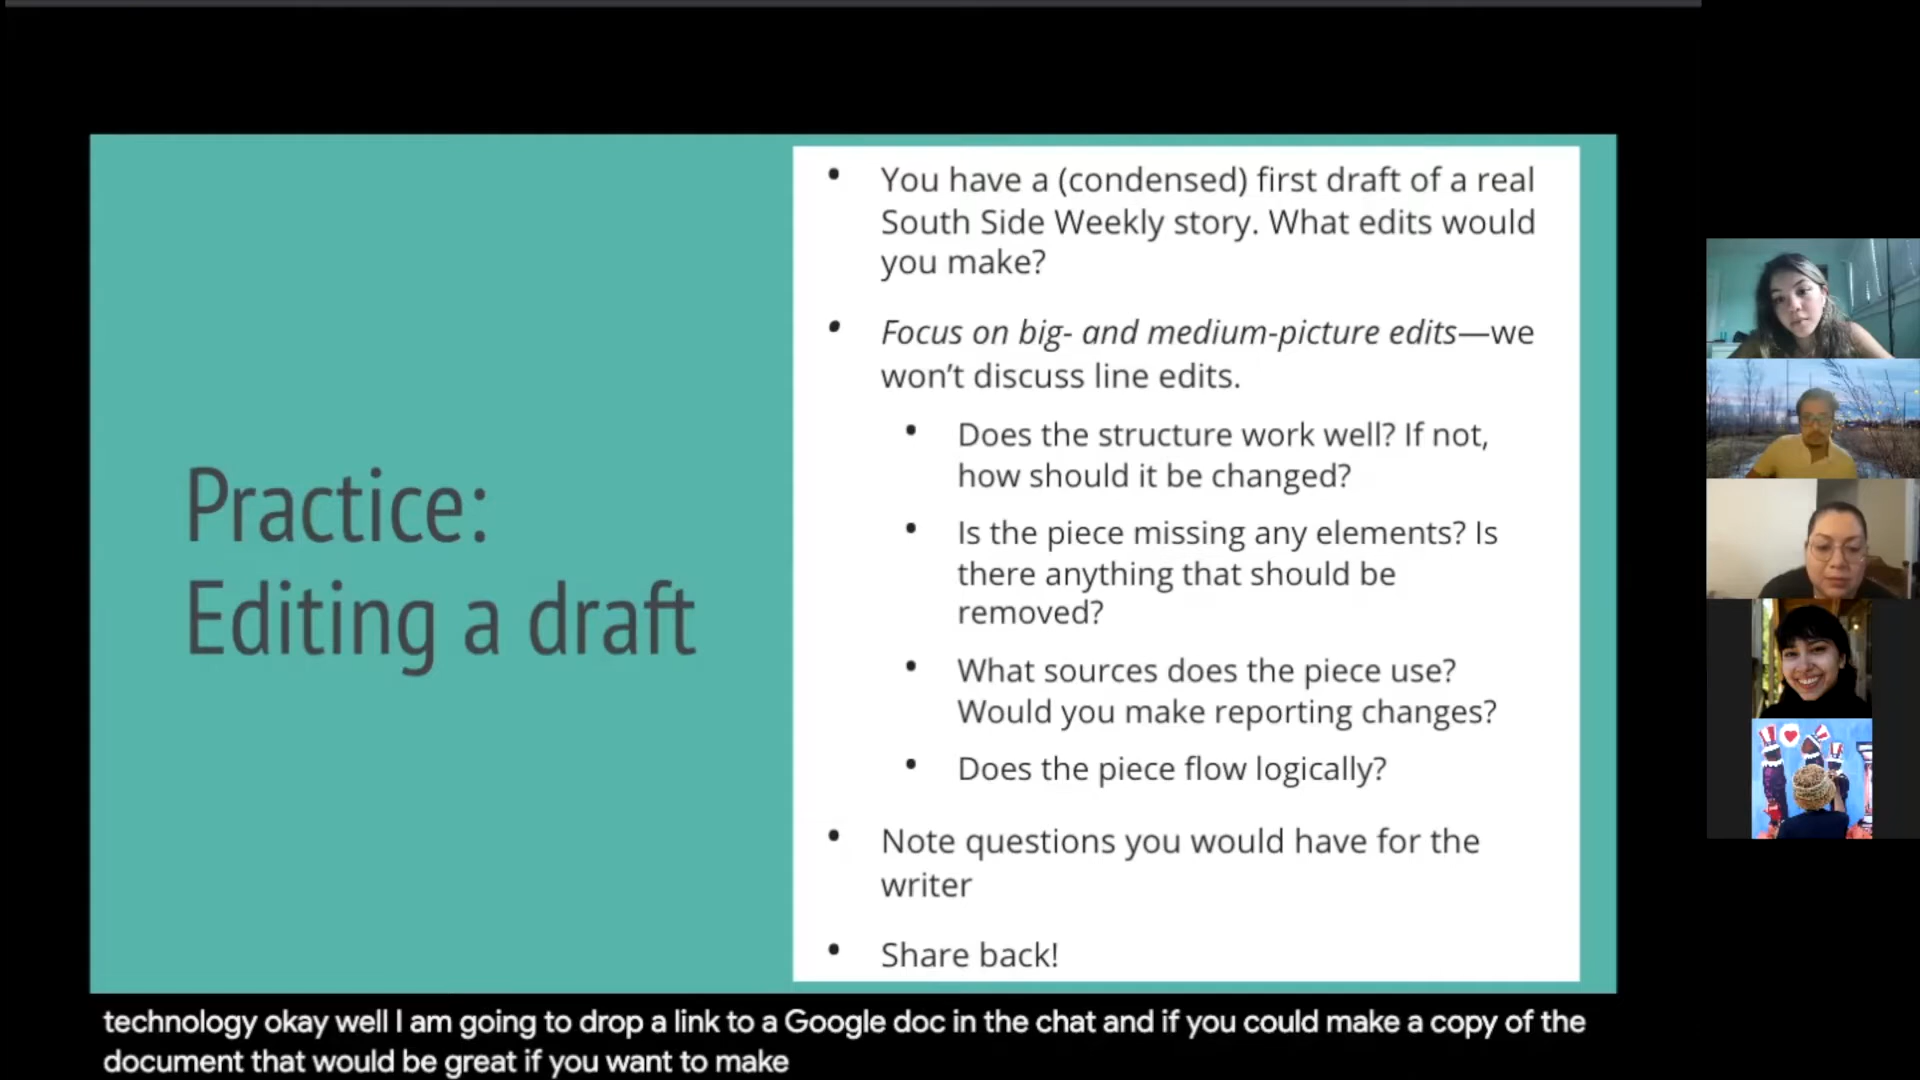 Practice:
Editing a draft
• You have a (condensed) first draft of a real
South Side Weekly story. What edits would
you make?
• Focus on big- and medium-picture edits—we
won’t discuss line edits.
• Does the structure work well? If not,
how should it be changed?
• Is the piece missing any elements? Is
there anything that should be
removed?
• What sources does the piece use?
Would you make reporting changes?
• Does the piece flow logically?
• Note questions you would have for the
writer
• Share back!
technology okay well I am going to drop a link to a Google doc in the chat and if you could make a copy of the
document that would be great if you want to make